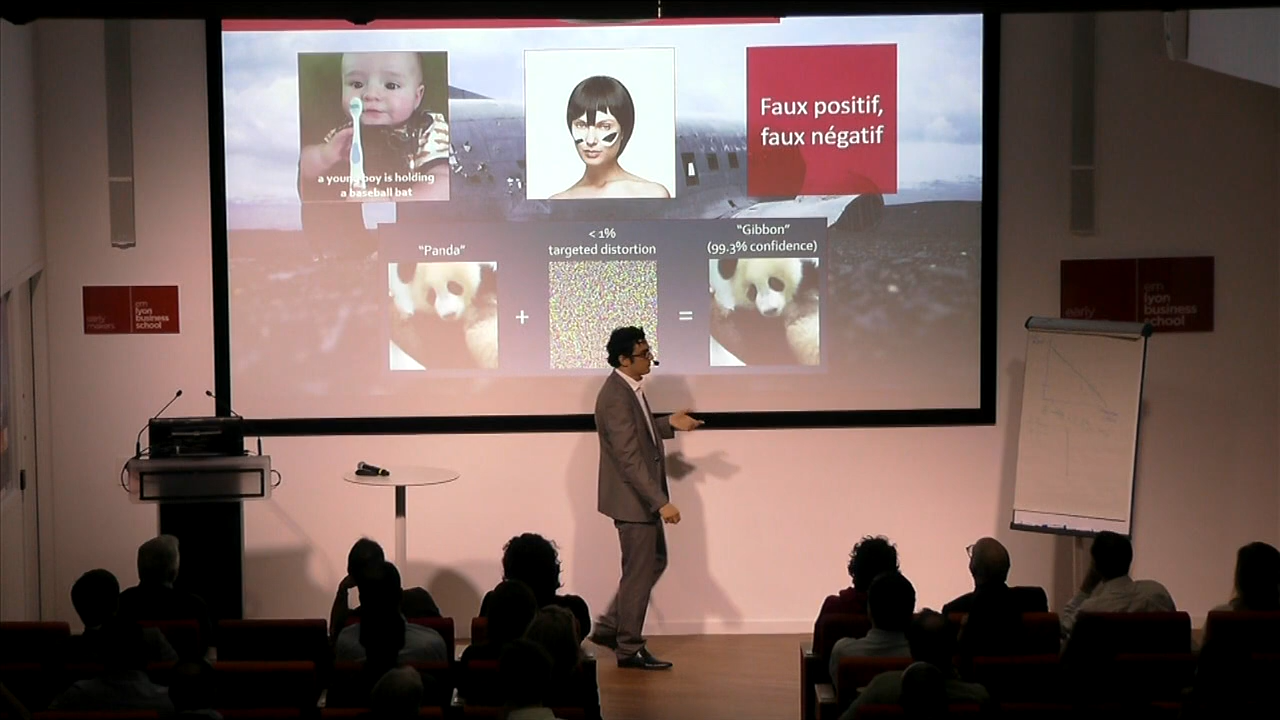 a young boy is holding
a baseball bat
Faux positif,
faux négatif
"Panda"
+
< 1%
targeted distortion
=
"Gibbon"
(99.3% confidence)
early
makers
em
lyon
business
school
early
em
lyon
business
school